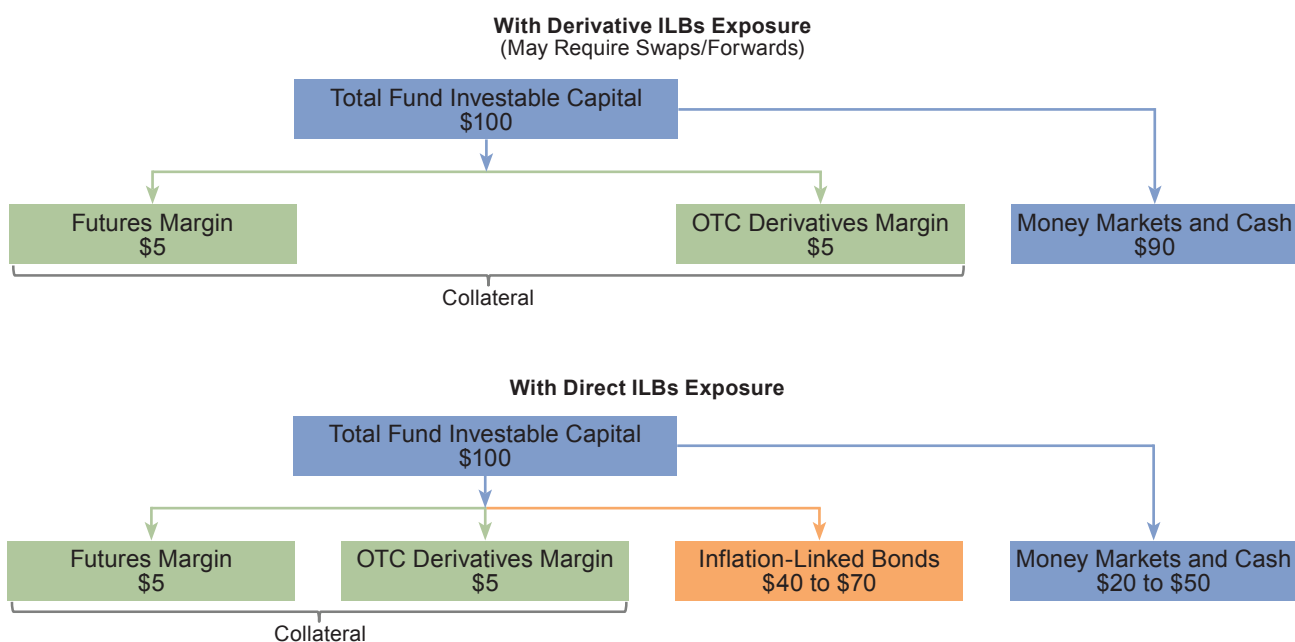 With Derivative ILBs Exposure
(May Require Swaps/Forwards)
Total Fund Investable Capital
$100
Futures Margin
$5
OTC Derivatives Margin
$5
Money Markets and Cash
$90
Collateral
With Direct ILBs Exposure
Total Fund Investable Capital
$100
Futures Margin
$5
OTC Derivatives Margin
$5
Inflation-Linked Bonds
$40 to $70
Money Markets and Cash
$20 to $50
Collateral